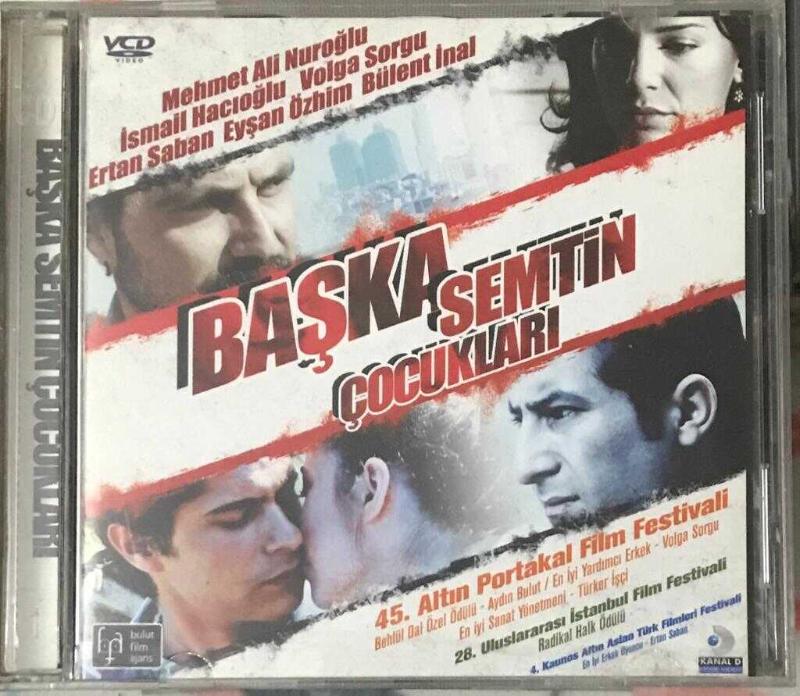 VCD
VIDEO
Mehmet Ali Nuroğlu
İsmail Hacıoğlu Volga Sorgu
Ertan Saban Eyşan Özhim Bülent İnal
BAŞKA SEMTİN ÇOCUKLARI
BAŞKA SEMTİN
ÇOCUKLARI
45. Altın Portakal Film Festivali
Behlül Dal Özel Ödülü - Aydın Bulut / En İyi Yardımcı Erkek - Volga Sorgu
En iyi Sanat Yönetmeni - Türker İşçi
28. Uluslararası İstanbul Film Festivali
Radikal Halk Ödülü
4. Kaunos Altın Aslan Türk Filmleri Festivali
En İyi Erkek Oyuncu - Ertan Saban
bulut
film
ajans
KANAL D